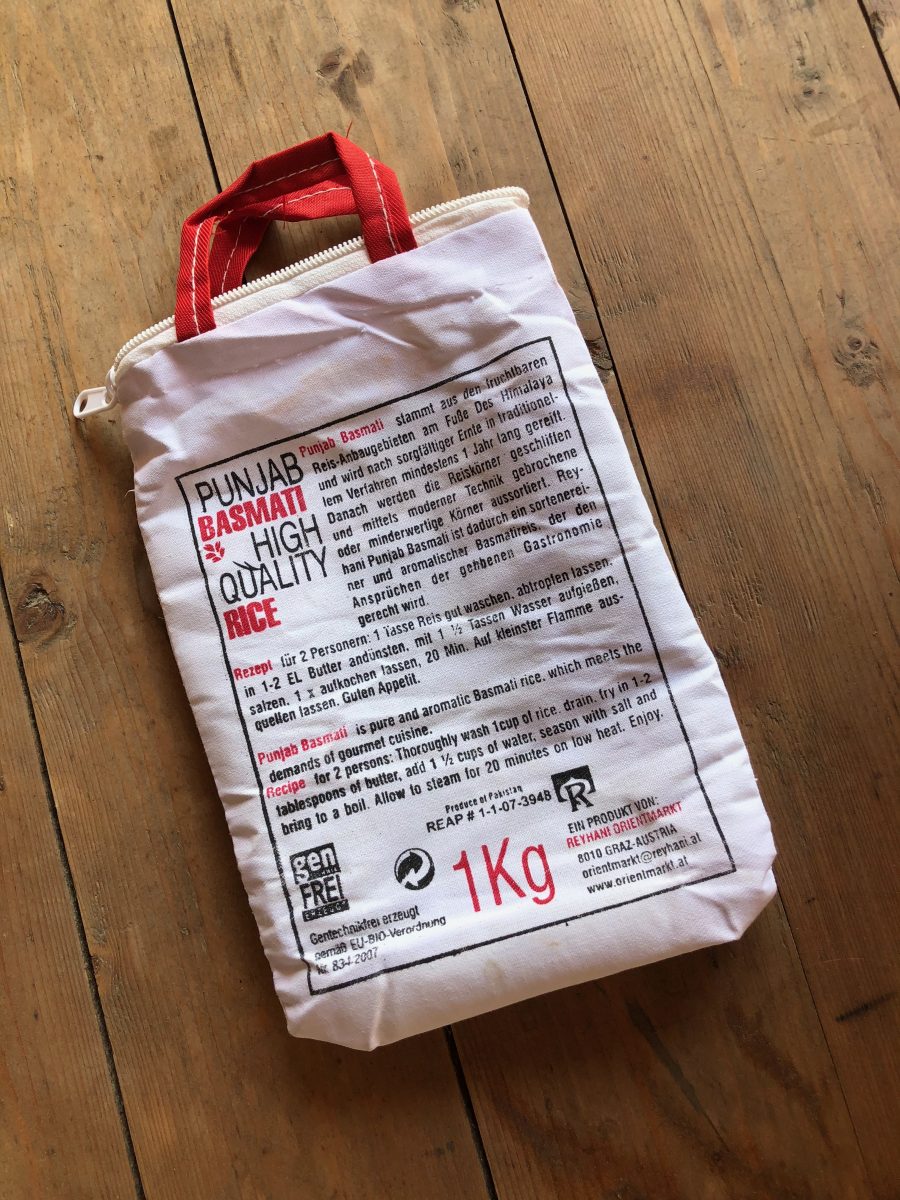 PUNJAB
BASMATI
HIGH
QUALITY
RICE
Punjab Basmati stammt aus den fruchtbaren
Reis-Anbaugebieten am Fuße Des Himalaya
und wird nach sorgfältiger Ernte in traditionel-
lem Verfahren mindestens 1 Jahr lang gereift.
Danach werden die Reiskörner geschliffen
und mittels moderner Technik gebrochene
oder minderwertige Körner aussortiert. Rey-
hani Punjab Basmati ist dadurch ein sortenerei-
ner und aromatischer Basmatireis, der den
Ansprüchen der gehbenen Gastronomie
gerecht wird.
Rezept für 2 Personern: 1 Tasse Reis gut waschen, abtropfen lassen,
in 1-2 EL Butter andünsten, mit 1 ½ Tassen Wasser aufgießen,
salzen, 1 x aufkochen lassen, 20 Min. Auf kleinster Flamme aus-
quellen lassen. Guten Appetit.
Punjab Basmati is pure and aromatic Basmati rice, which meets the
demands of gourmet cuisine.
Recipe for 2 persons: Thoroughly wash 1cup of rice, drain, fry in 1-2
tablespoons of butter, add 1 ½ cups of water, season with salt and
bring to a boil. Allow to steam for 20 minutes on low heat. Enjoy.
Produce of Pakistan
REAP # 1-1-07-3948
R
gen
FREI
Gentechnikfrei erzeugt
gemäß EU-BIO-Verordnung
Nr. 834-2007
1Kg
EIN PRODUKT VON:
REYHANI ORIENTMARKT
8010 GRAZ-AUSTRIA
orientmarkt@reyhani.at
www.orientmarkt.at